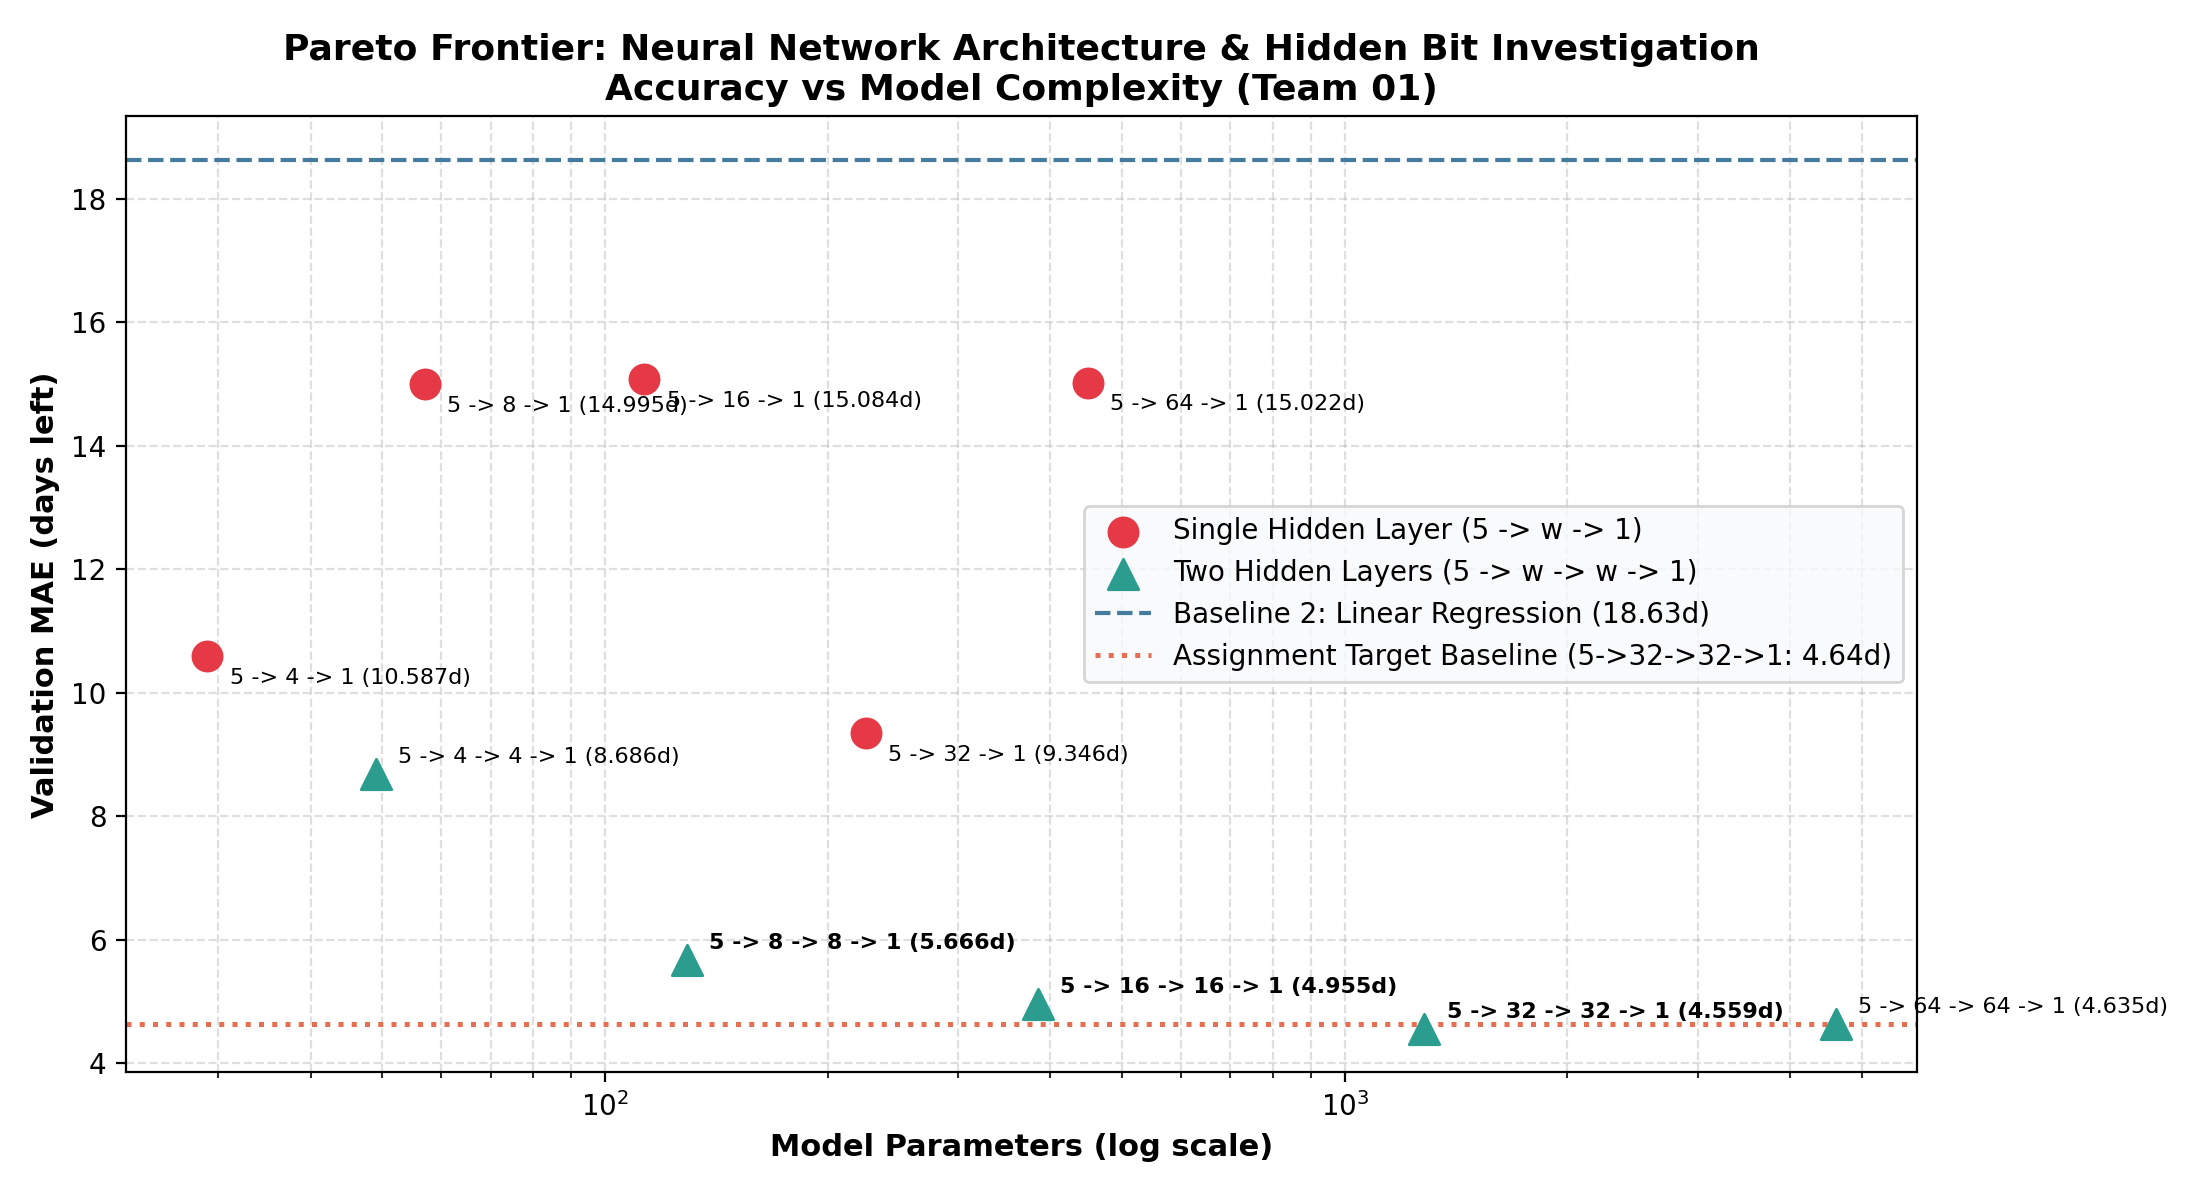 Pareto Frontier: Neural Network Architecture & Hidden Bit Investigation
Accuracy vs Model Complexity (Team 01)
Validation MAE (days left)
18
16
14
12
10
8
6
4
5 -> 8 -> 1 (14.995d)
5 -> 16 -> 1 (15.084d)
5 -> 64 -> 1 (15.022d)
5 -> 4 -> 1 (10.587d)
5 -> 32 -> 1 (9.346d)
5 -> 4 -> 4 -> 1 (8.686d)
5 -> 8 -> 8 -> 1 (5.666d)
5 -> 16 -> 16 -> 1 (4.955d)
5 -> 32 -> 32 -> 1 (4.559d)
5 -> 64 -> 64 -> 1 (4.635d)
Single Hidden Layer (5 -> w -> 1)
Two Hidden Layers (5 -> w -> w -> 1)
Baseline 2: Linear Regression (18.63d)
Assignment Target Baseline (5->32->32->1: 4.64d)
10²
10³
Model Parameters (log scale)